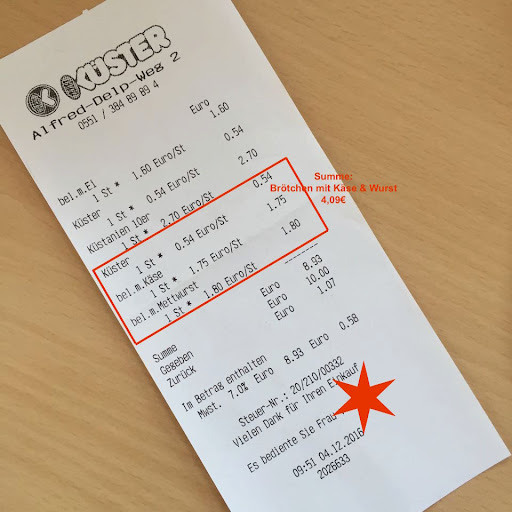 KÜSTER
Alfred-Delp-Weg 2
0551 / 384 89 89 4
Euro
bel.m.Ei 1.60
1 St * 1.60 Euro/St
Küster 0.54
1 St * 0.54 Euro/St
Küstanien 10er 2.70
1 St * 2.70 Euro/St
Küster 0.54
1 St * 0.54 Euro/St
bel.m.Käse 1.75
1 St * 1.75 Euro/St
bel.m.Mettwurst 1.80
1 St * 1.80 Euro/St
Summe:
Brötchen mit Käse & Wurst
4,09€
--------
Summe Euro 8.93
Gegeben Euro 10.00
Zurück Euro 1.07
Im Betrag enthalten
Mwst. 7.0% Euro 8.93 Euro 0.58
Steuer-Nr.: 20/210/00332
Vielen Dank für Ihren Einkauf
Es bediente Sie Frau
09:51 04.12.2016
2026633